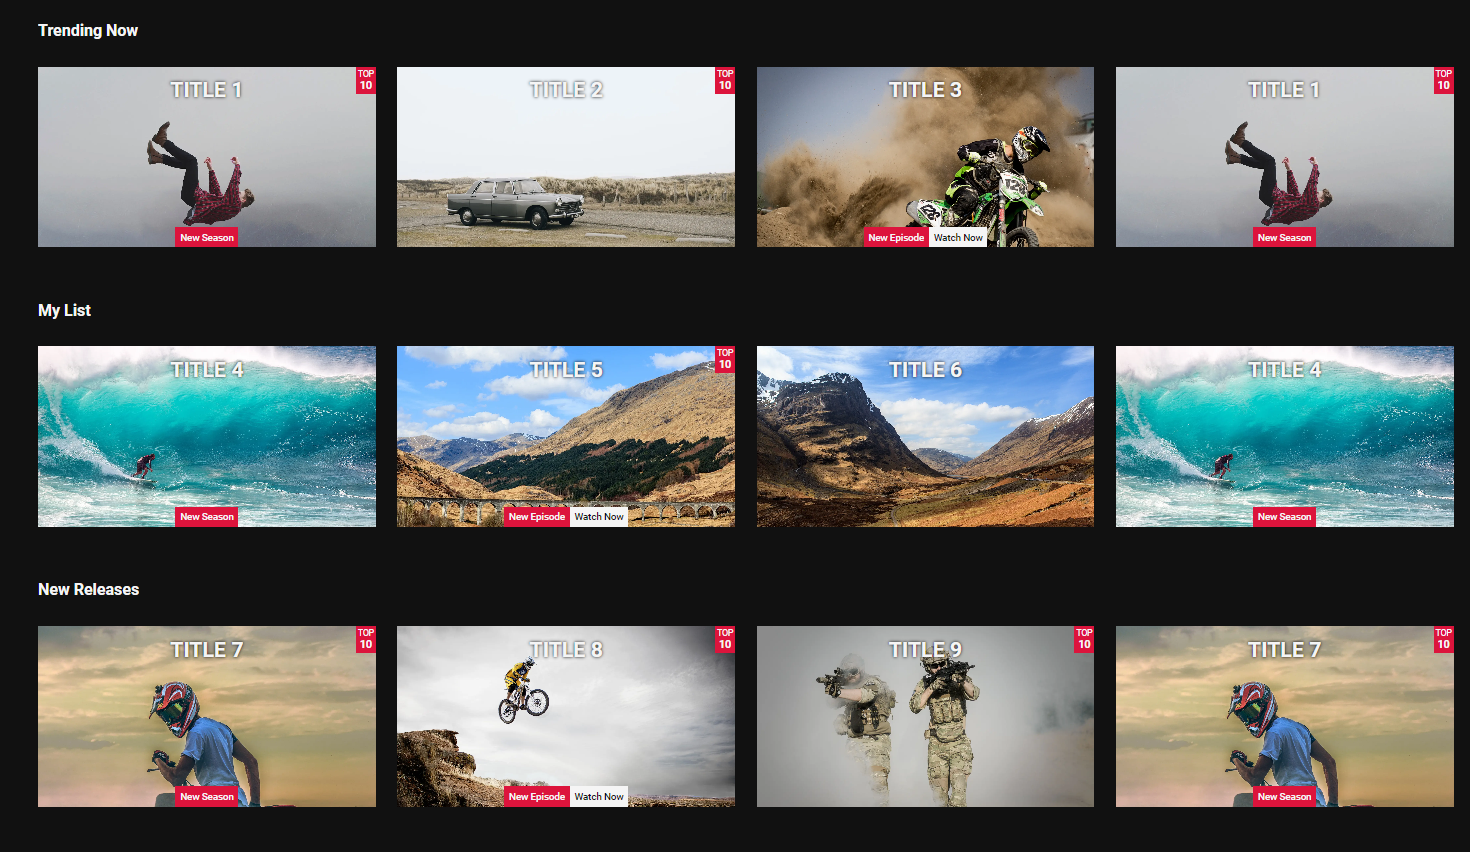 Trending Now
TITLE 1
TOP
10
New Season
TITLE 2
TOP
10
TITLE 3
128
128
New Episode Watch Now
TITLE 1
TOP
10
New Season
My List
TITLE 4
New Season
TITLE 5
TOP
10
New Episode Watch Now
TITLE 6
TITLE 4
New Season
New Releases
TITLE 7
TOP
10
New Season
TITLE 8
TOP
10
New Episode Watch Now
TITLE 9
TOP
10
TITLE 7
TOP
10
New Season